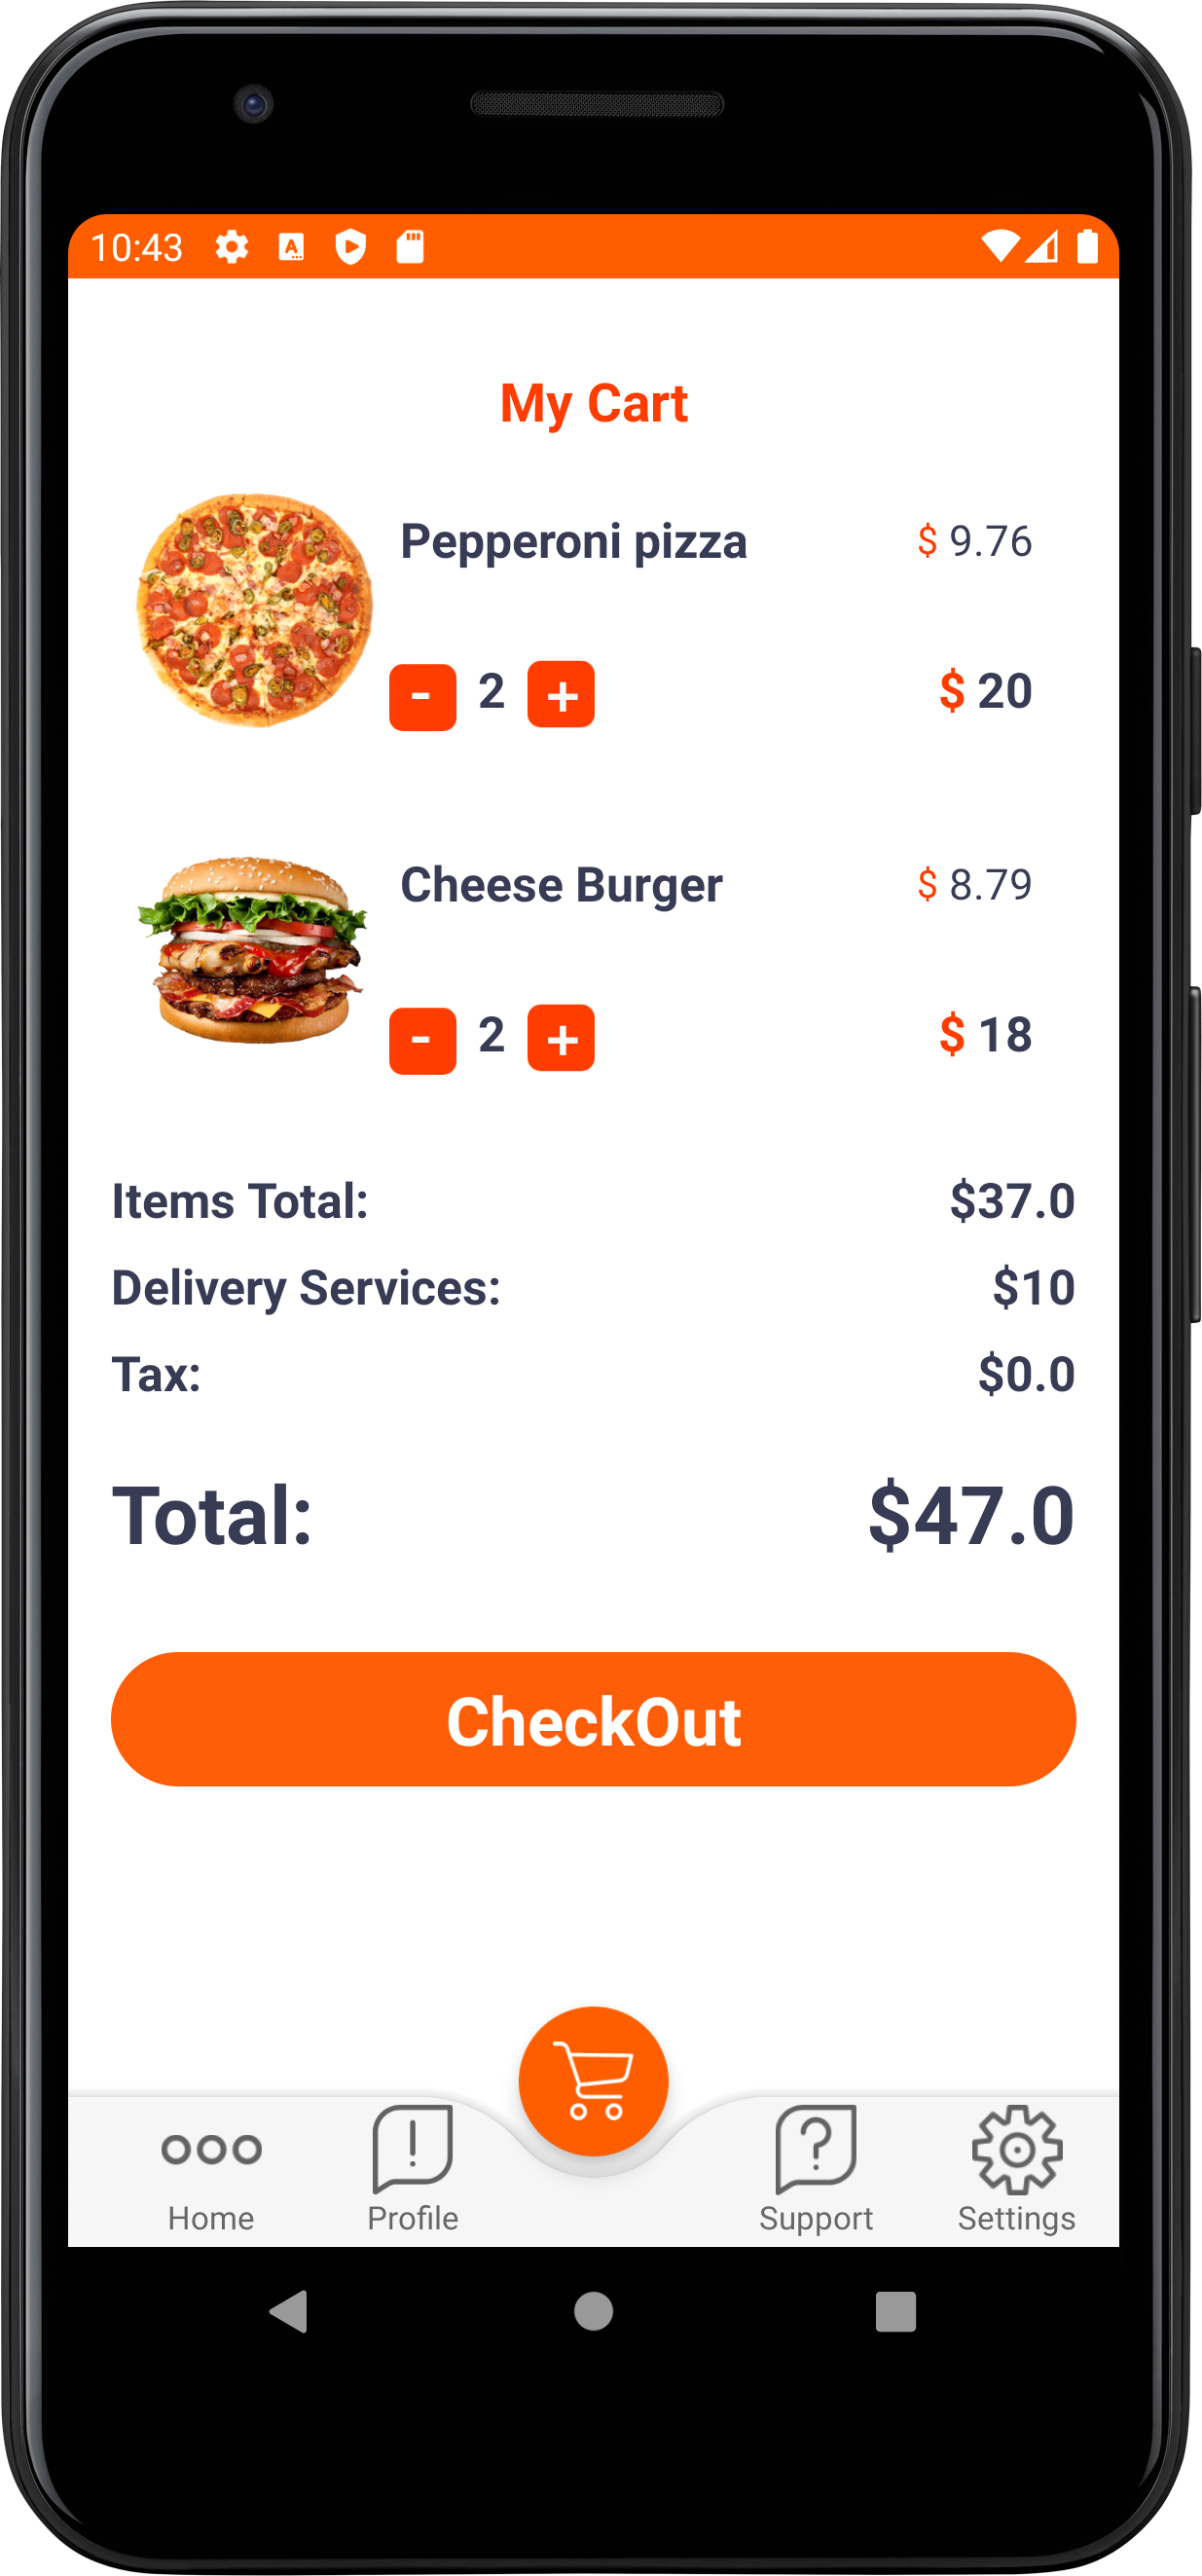 10:43
My Cart
Pepperoni pizza $ 9.76
- 2 + $ 20
Cheese Burger $ 8.79
- 2 + $ 18
Items Total: $37.0
Delivery Services: $10
Tax: $0.0
Total: $47.0
CheckOut
Home Profile Support Settings